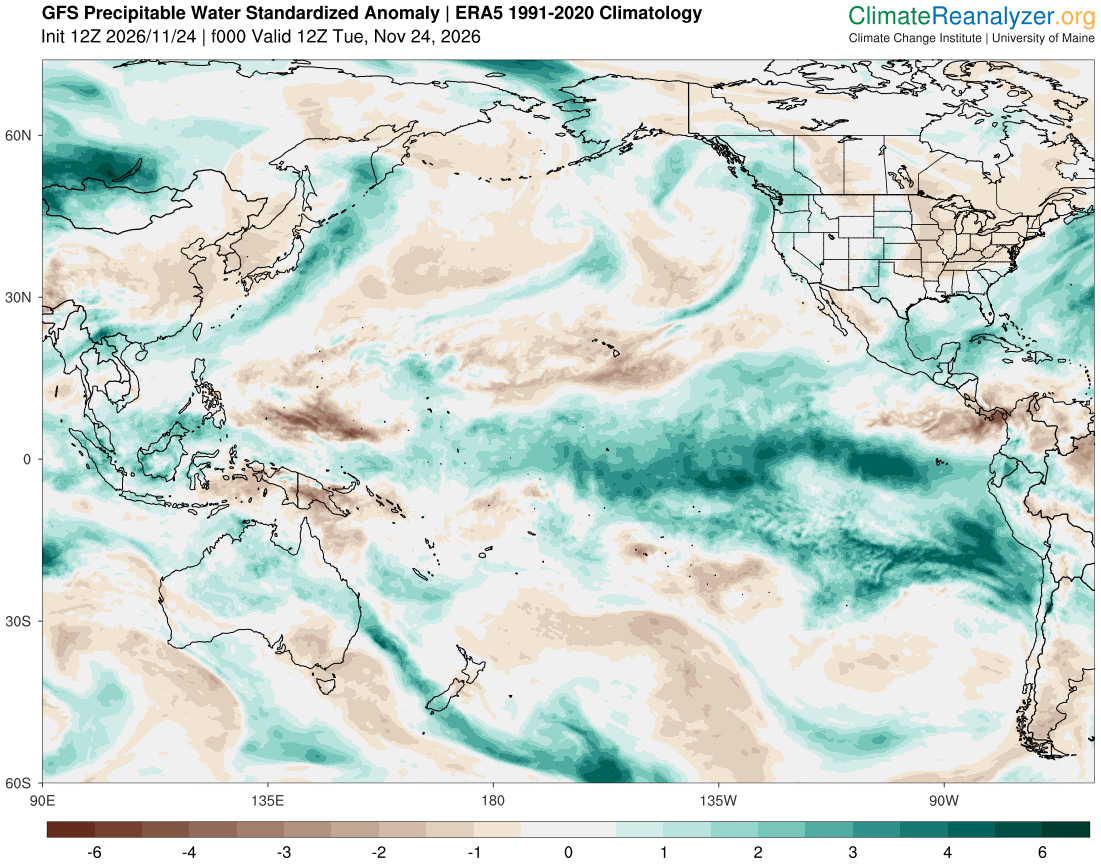 GFS Precipitable Water Standardized Anomaly | ERA5 1991-2020 Climatology
Init 12Z 2026/11/24 | f000 Valid 12Z Tue, Nov 24, 2026
ClimateReanalyzer.org
Climate Change Institute | University of Maine
60N
30N
0
30S
60S
90E 135E 180 135W 90W
-6 -4 -3 -2 -1 0 1 2 3 4 6